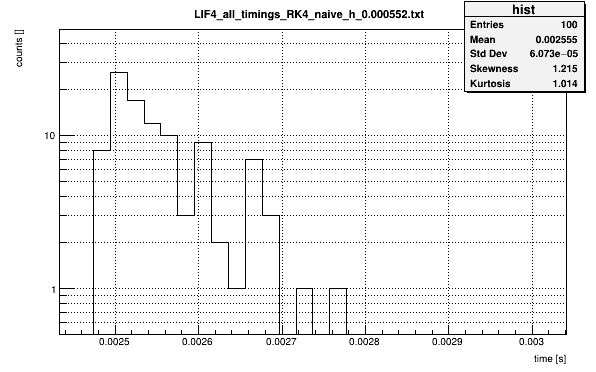 LIF4_all_timings_RK4_naive_h_0.000552.txt
hist
Entries 100
Mean 0.002555
Std Dev 6.073e−05
Skewness 1.215
Kurtosis 1.014
counts []
10
1
0.0025 0.0026 0.0027 0.0028 0.0029 0.003
time [s]